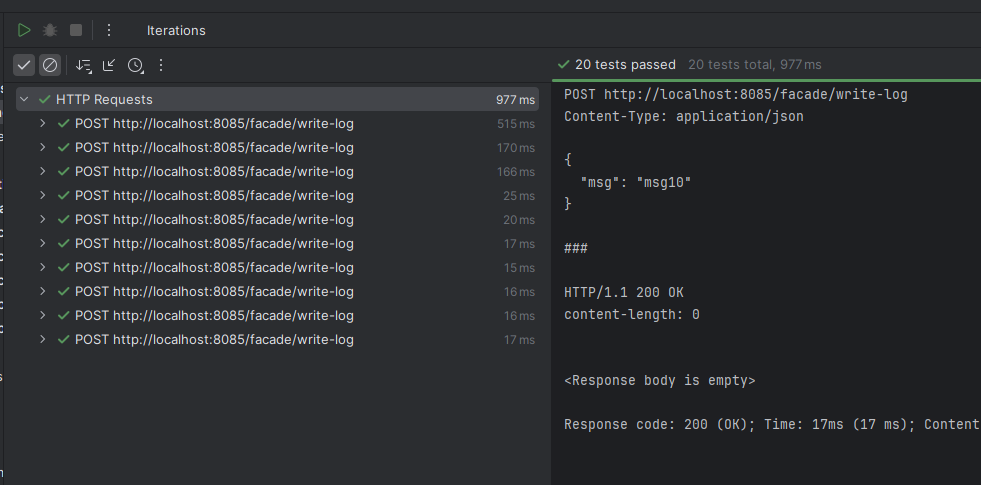 Iterations
20 tests passed 20 tests total, 977 ms
HTTP Requests 977 ms
POST http://localhost:8085/facade/write-log 515 ms
POST http://localhost:8085/facade/write-log 170 ms
POST http://localhost:8085/facade/write-log 166 ms
POST http://localhost:8085/facade/write-log 25 ms
POST http://localhost:8085/facade/write-log 20 ms
POST http://localhost:8085/facade/write-log 17 ms
POST http://localhost:8085/facade/write-log 15 ms
POST http://localhost:8085/facade/write-log 16 ms
POST http://localhost:8085/facade/write-log 16 ms
POST http://localhost:8085/facade/write-log 17 ms
POST http://localhost:8085/facade/write-log
Content-Type: application/json
{
"msg": "msg10"
}
###
HTTP/1.1 200 OK
content-length: 0
<Response body is empty>
Response code: 200 (OK); Time: 17ms (17 ms); Content